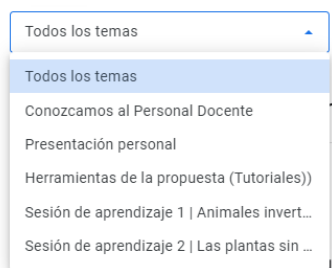 Todos los temas
Todos los temas
Conozcamos al Personal Docente
Presentación personal
Herramientas de la propuesta (Tutoriales))
Sesión de aprendizaje 1 | Animales invert...
Sesión de aprendizaje 2 | Las plantas sin ...